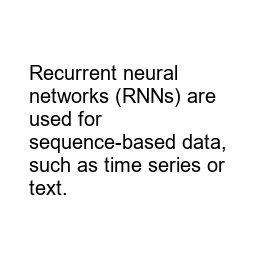 Recurrent neural
networks (RNNs) are
used for
sequence-based data,
such as time series or
text.